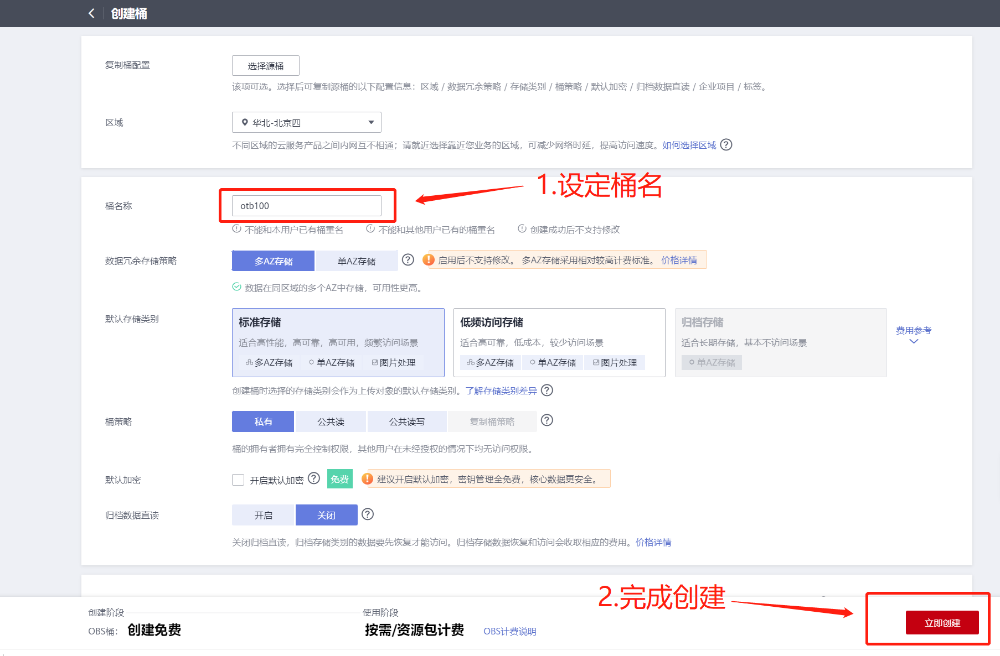 创建桶
复制桶配置
选择源桶
该项可选。选择后可复制源桶的以下配置信息：区域 / 数据冗余策略 / 存储类别 / 桶策略 / 默认加密 / 归档数据直读 / 企业项目 / 标签。
区域
华北-北京四
不同区域的云服务产品之间内网互不相通；请就近选择靠近您业务的区域，可减少网络时延，提高访问速度。如何选择区域
1.设定桶名
桶名称
otb100
不能和本用户已有桶重名 不能和其他用户已有的桶重名 创建成功后不支持修改
数据冗余存储策略
多AZ存储 单AZ存储 启用后不支持修改。 多AZ存储采用相对较高计费标准。 价格详情
数据在同区域的多个AZ中存储，可用性更高。
默认存储类别
标准存储
适合高性能，高可靠，高可用，频繁访问场景
多AZ存储 单AZ存储 图片处理
低频访问存储
适合高可靠，低成本，较少访问场景
多AZ存储 单AZ存储 图片处理
归档存储
适合长期存储，基本不访问场景
单AZ存储
费用参考
创建桶时选择的存储类别会作为上传对象的默认存储类别。了解存储类别差异
桶策略
私有 公共读 公共读写 复制桶策略
桶的拥有者拥有完全控制权限，其他用户在未经授权的情况下均无访问权限。
默认加密
开启默认加密 免费 建议开启默认加密，密钥管理全免费，核心数据更安全。
归档数据直读
开启 关闭
关闭归档直读，归档存储类别的数据要先恢复才能访问。归档存储数据恢复和访问会收取相应的费用。价格详情
2.完成创建
创建阶段
OBS桶： 创建免费
使用阶段
按需/资源包计费 OBS计费说明
立即创建